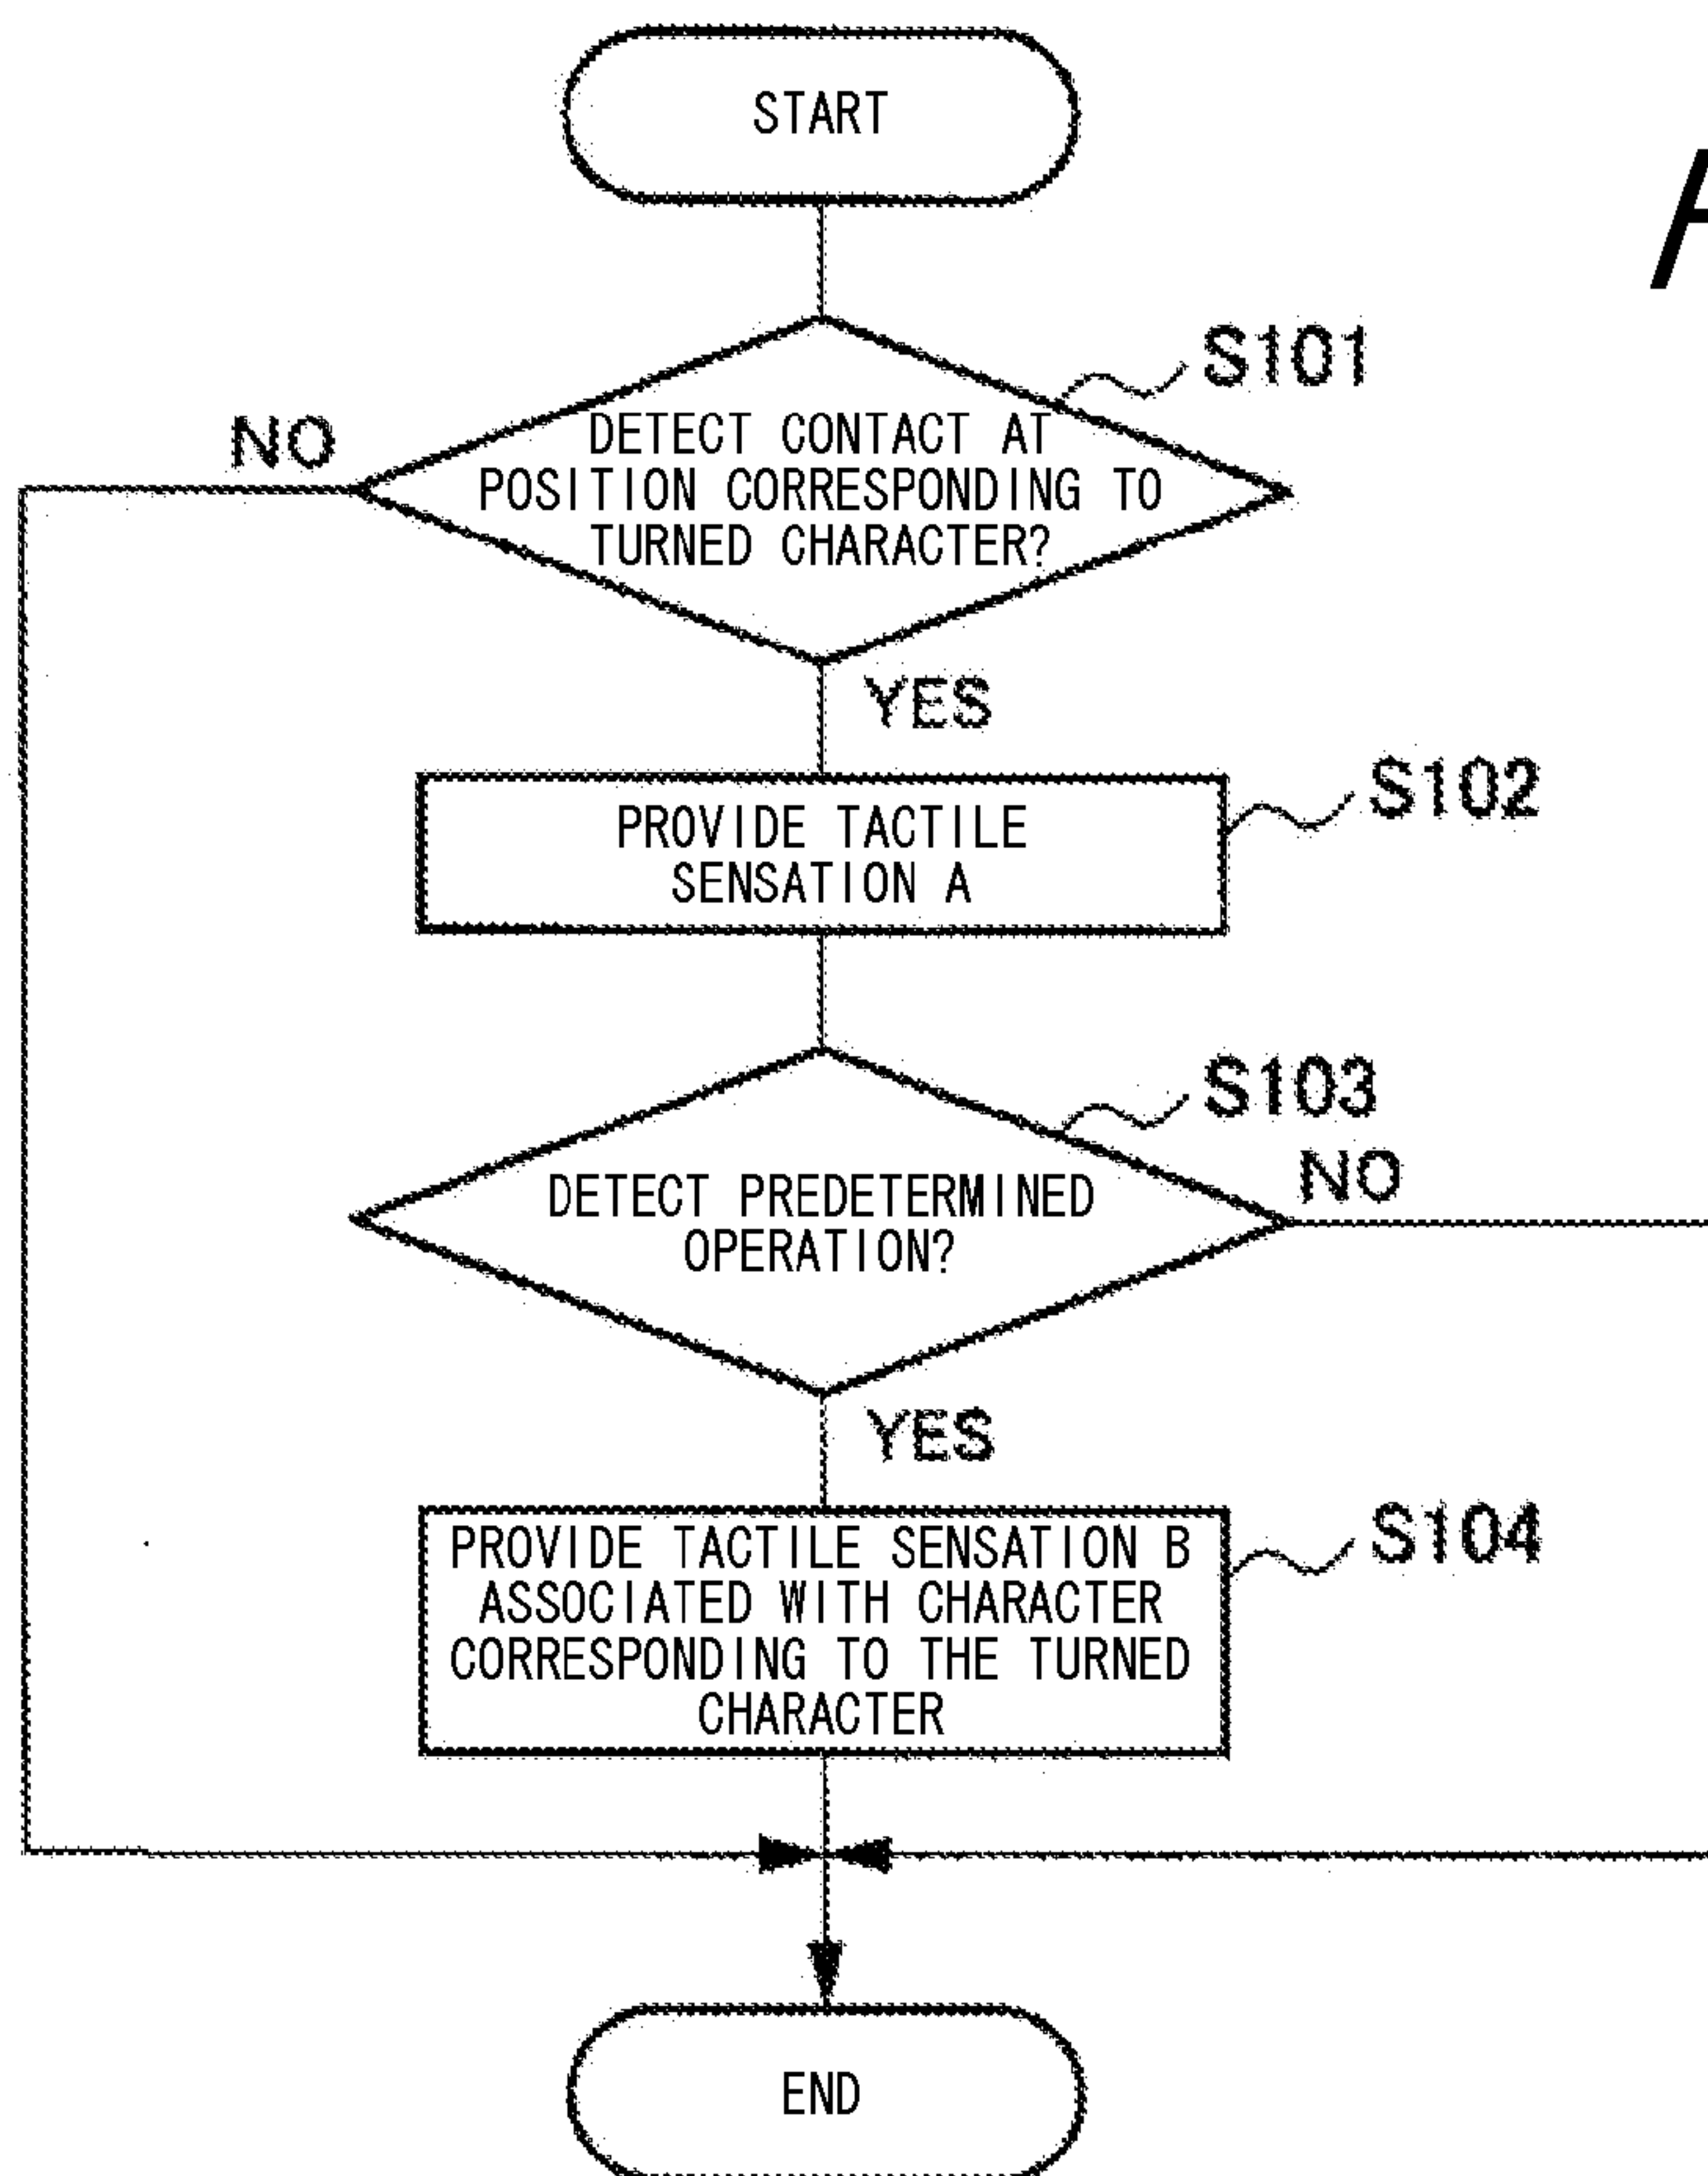 START
S101
NO
DETECT CONTACT AT
POSITION CORRESPONDING TO
TURNED CHARACTER?
YES
S102
PROVIDE TACTILE
SENSATION A
S103
NO
DETECT PREDETERMINED
OPERATION?
YES
S104
PROVIDE TACTILE SENSATION B
ASSOCIATED WITH CHARACTER
CORRESPONDING TO THE TURNED
CHARACTER
END